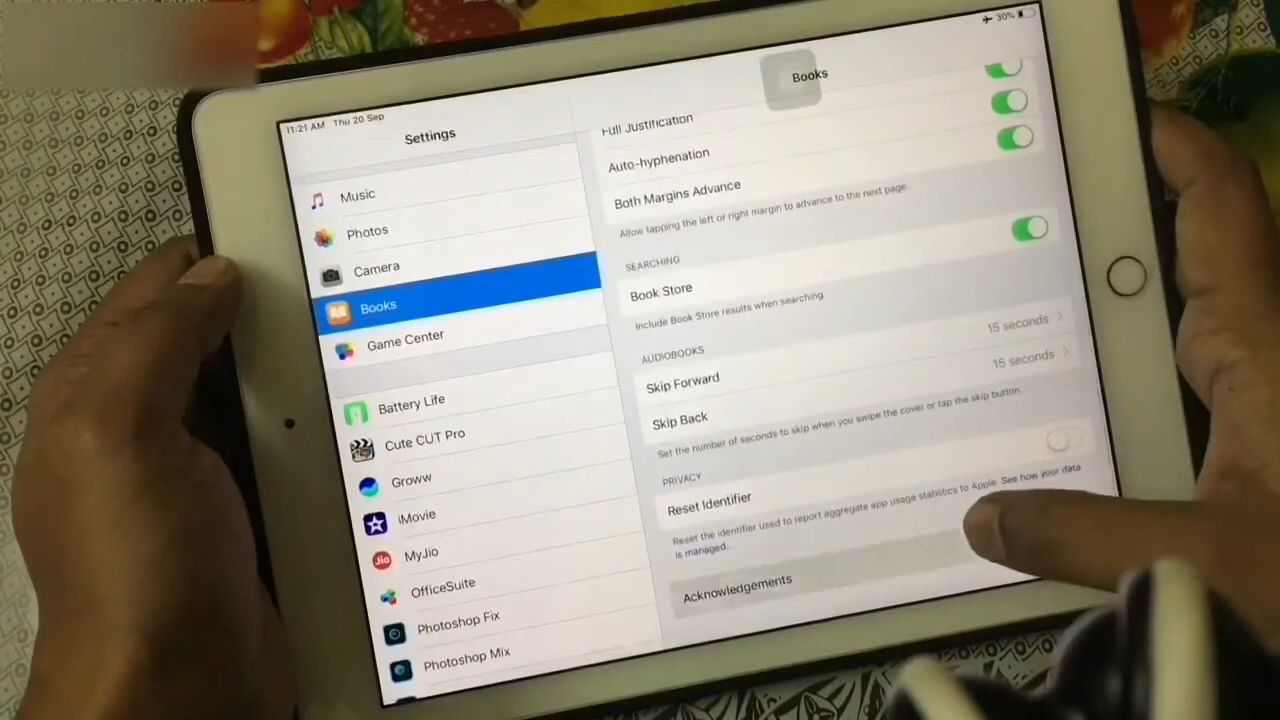 11:21 AM Thu 20 Sep
30%
Settings
Music
Photos
Camera
Books
Game Center
Battery Life
Cute CUT Pro
Groww
iMovie
Jio
MyJio
OfficeSuite
Photoshop Fix
Photoshop Mix
Books
Full Justification
Auto-hyphenation
Both Margins Advance
Allow tapping the left or right margin to advance to the next page.
SEARCHING
Book Store
Include Book Store results when searching
AUDIOBOOKS
Skip Forward 15 seconds
Skip Back 15 seconds
Set the number of seconds to skip when you swipe the cover or tap the skip button.
PRIVACY
Reset Identifier
Reset the identifier used to report aggregate app usage statistics to Apple. See how your data
is managed.
Acknowledgements